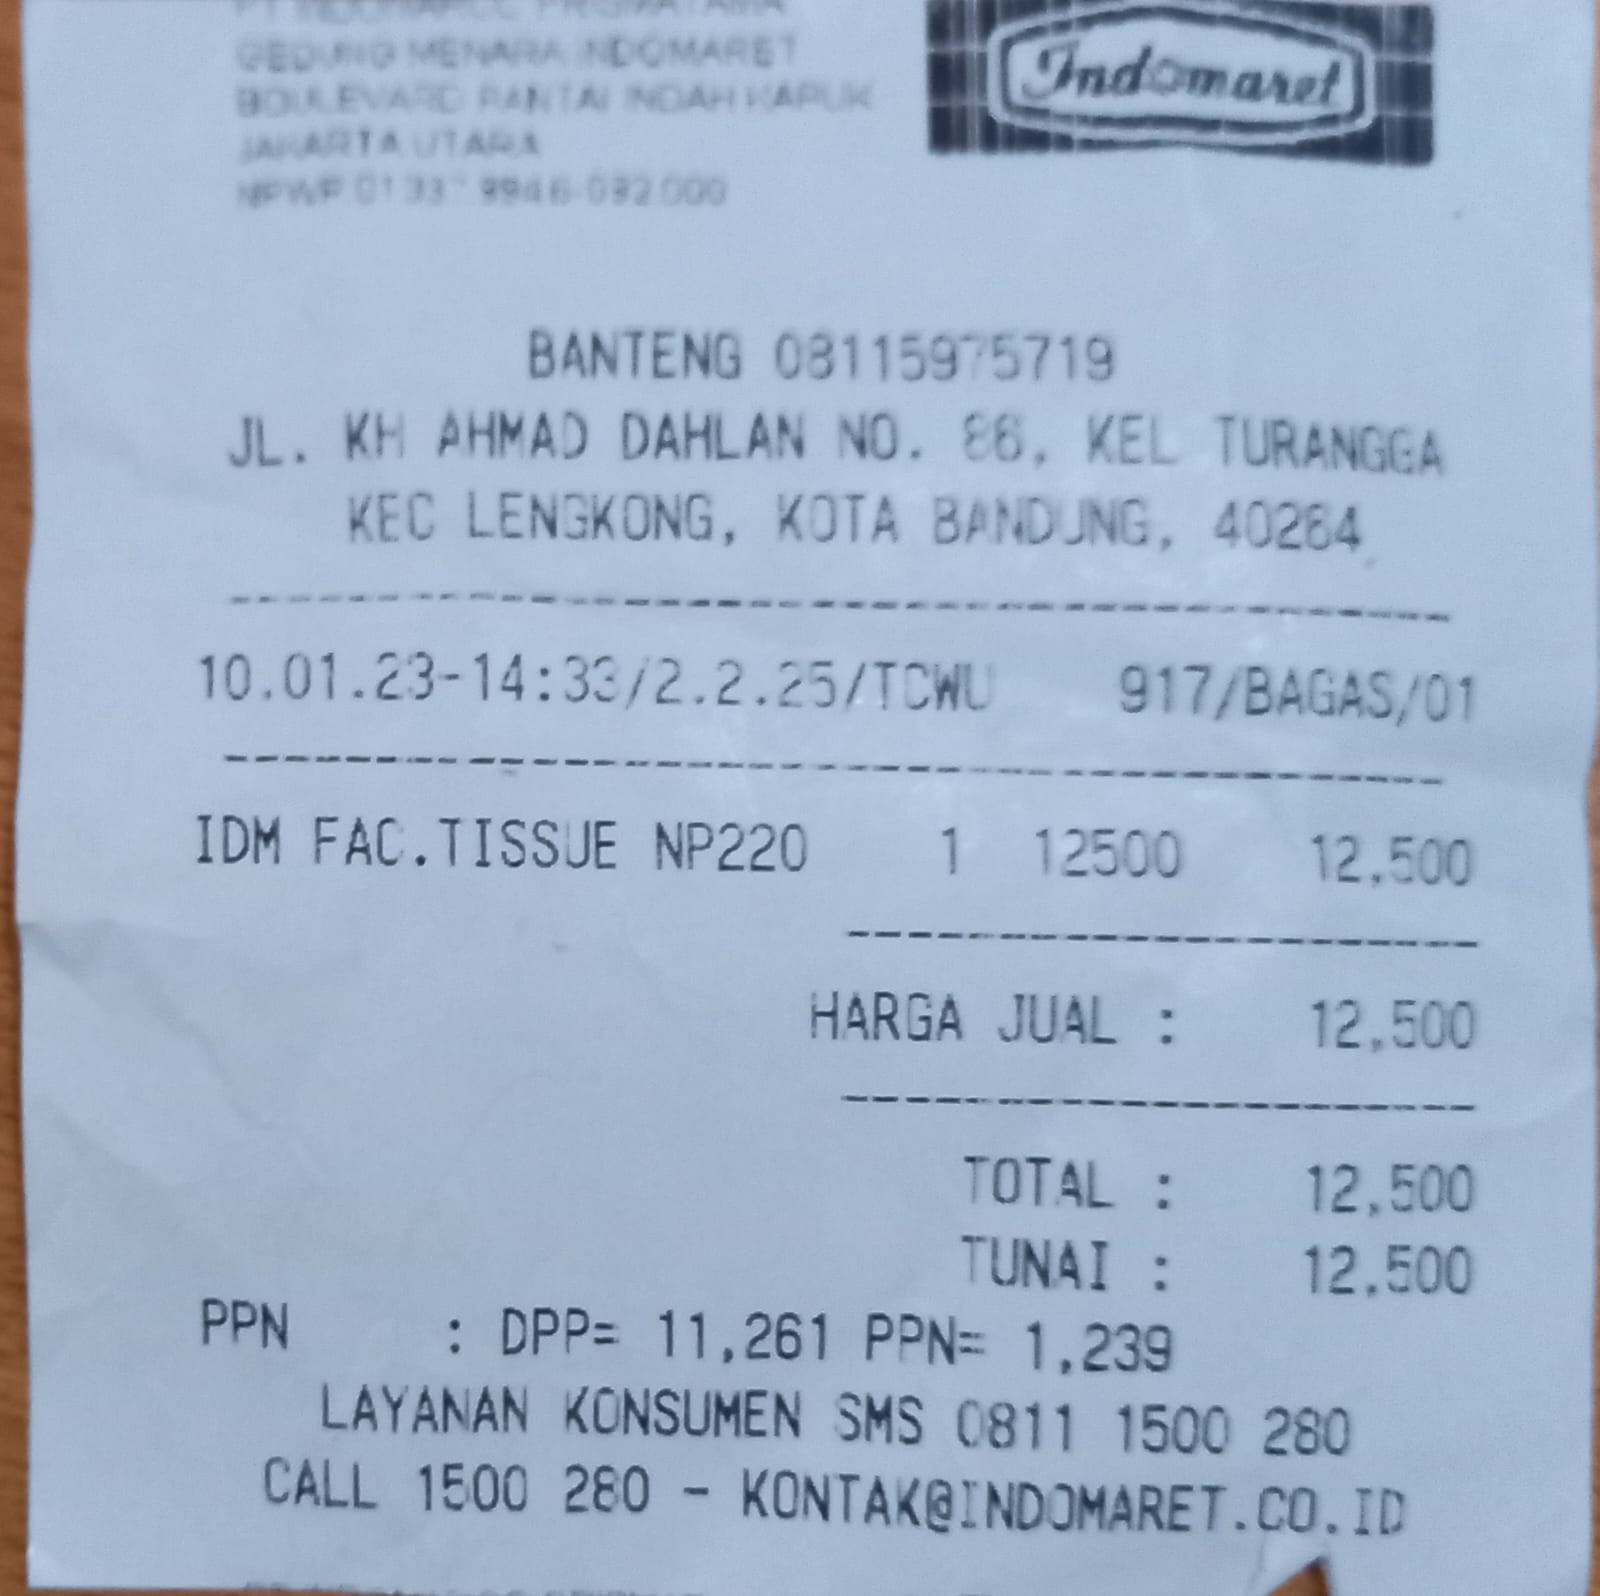 GEDUNG MENARA INDOMARET
BOULEVARD PANTAI INDAH KAPUK
JAKARTA UTARA
NPWP
Indomaret
BANTENG 08115975719
JL. KH AHMAD DAHLAN NO. 86, KEL TURANGGA
KEC LENGKONG, KOTA BANDUNG, 40264
10.01.23-14:33/2.2.25/TCWU 917/BAGAS/01
IDM FAC.TISSUE NP220 1 12500 12,500
HARGA JUAL : 12,500
TOTAL : 12,500
TUNAI : 12,500
PPN : DPP= 11,261 PPN= 1,239
LAYANAN KONSUMEN SMS 0811 1500 280
CALL 1500 280 - KONTAK@INDOMARET.CO.ID